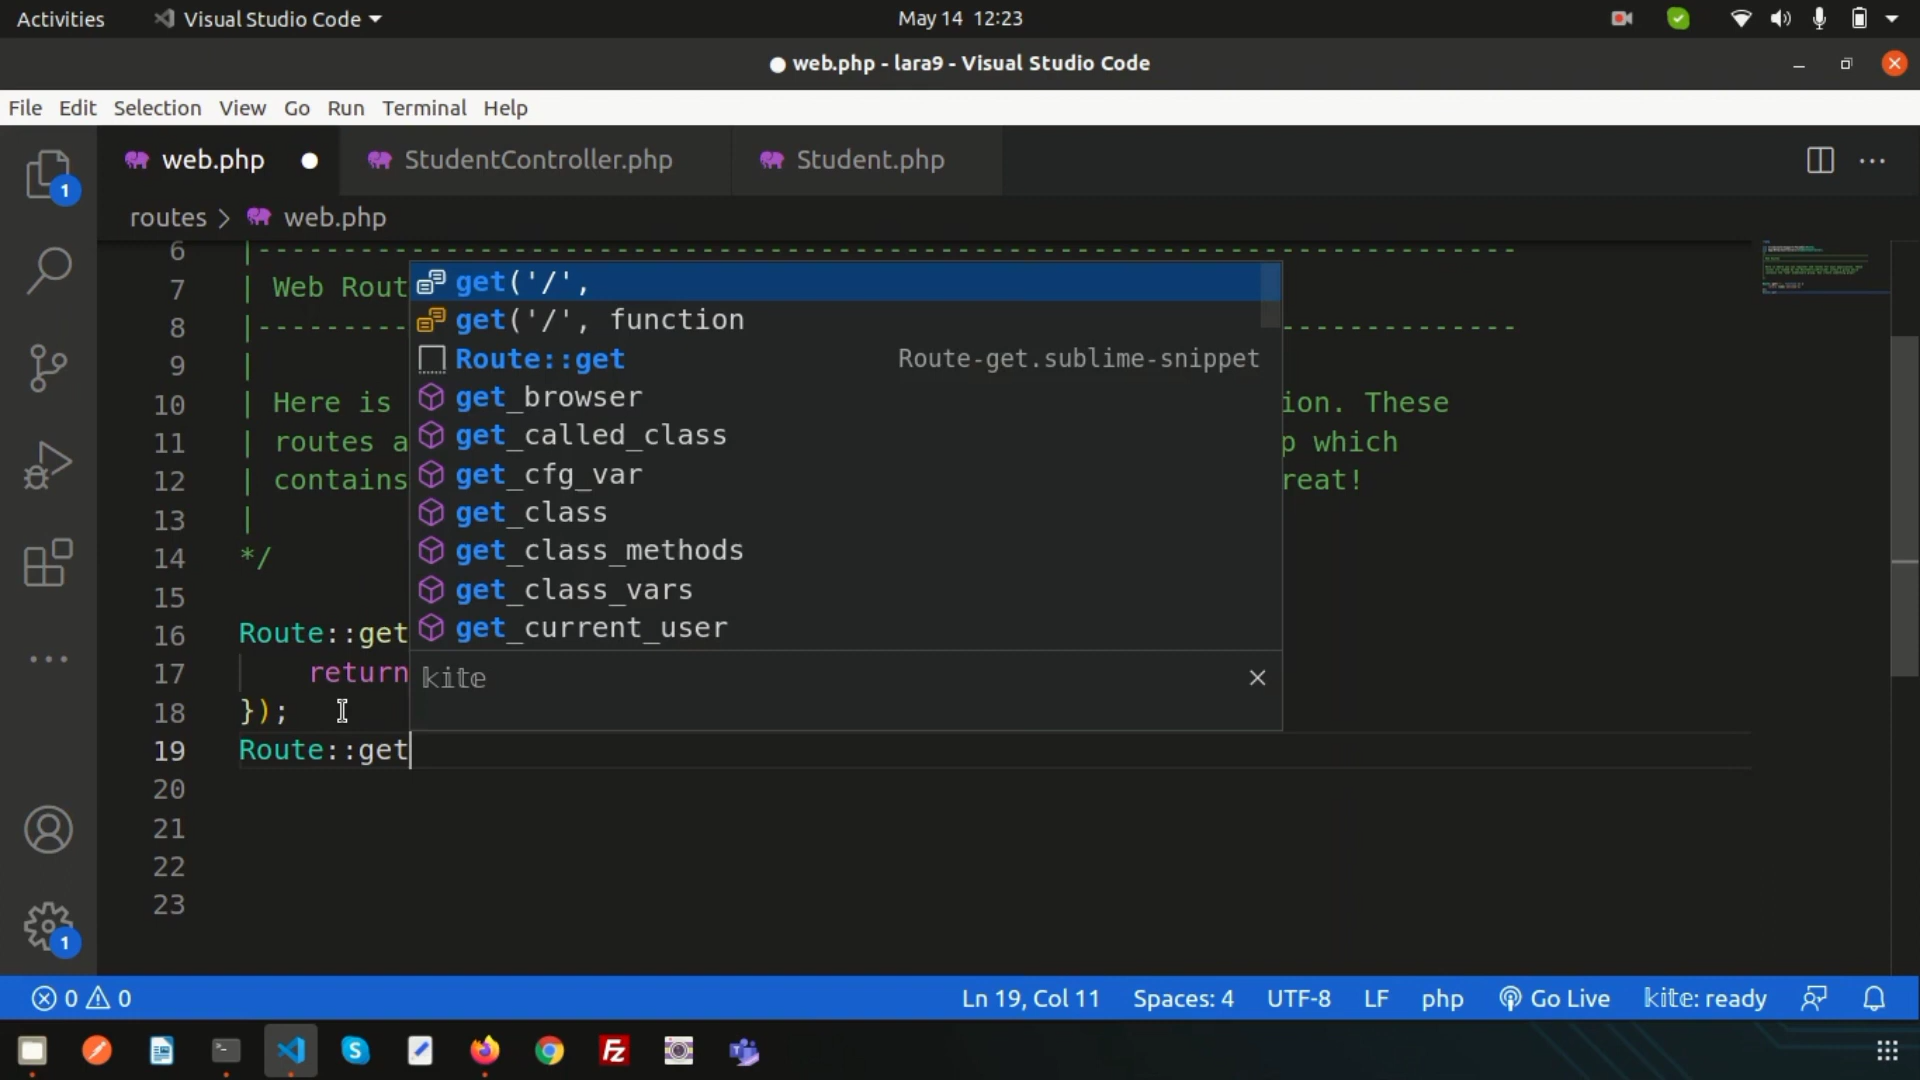 Activities Visual Studio Code May 14 12:23
web.php - lara9 - Visual Studio Code
File Edit Selection View Go Run Terminal Help
web.php StudentController.php Student.php
routes > web.php
6 |--------------------------------------------------------------------------
7 | Web Rout
8 |--------------------------------------------------------------------------
9 |
10 | Here is ion. These
11 | routes a p which
12 | contains reat!
13 |
14 */
15
16 Route::get
17 return
18 });
19 Route::get
20
21
22
23
get('/',
get('/', function
Route::get Route-get.sublime-snippet
get_browser
get_called_class
get_cfg_var
get_class
get_class_methods
get_class_vars
get_current_user
kite
1
1
0 0 Ln 19, Col 11 Spaces: 4 UTF-8 LF php Go Live kite: ready